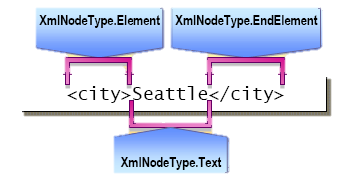 XmlNodeType.Element
XmlNodeType.EndElement
<city>Seattle</city>
XmlNodeType.Text